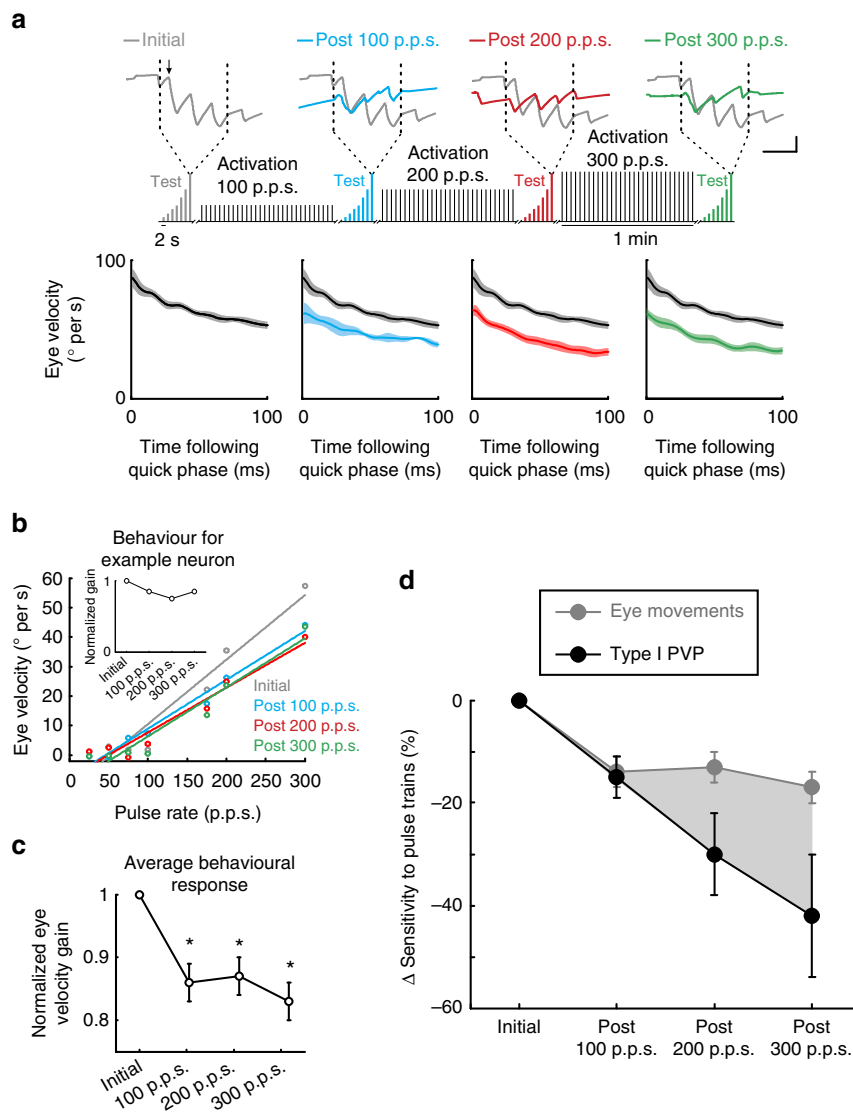 a
Initial
Post 100 p.p.s.
Post 200 p.p.s.
Post 300 p.p.s.
Activation
100 p.p.s.
Activation
200 p.p.s.
Activation
300 p.p.s.
Test
Test
Test
Test
2 s
1 min
100
Eye velocity
(° per s)
0
0 100
0 100
0 100
0 100
Time following
quick phase (ms)
Time following
quick phase (ms)
Time following
quick phase (ms)
Time following
quick phase (ms)
b
Behaviour for
example neuron
Eye velocity (° per s)
60
50
40
30
20
10
0
Normalized gain
1
0
Initial
100 p.p.s.
200 p.p.s.
300 p.p.s.
Initial
Post 100 p.p.s.
Post 200 p.p.s.
Post 300 p.p.s.
0 50 100 150 200 250 300
Pulse rate (p.p.s.)
c
Average behavioural
response
Normalized eye
velocity gain
1
0.9
0.8
*
*
*
Initial
100 p.p.s.
200 p.p.s.
300 p.p.s.
d
Eye movements
Type I PVP
Δ Sensitivity to pulse trains (%)
0
−20
−40
−60
Initial
Post
100 p.p.s.
Post
200 p.p.s.
Post
300 p.p.s.